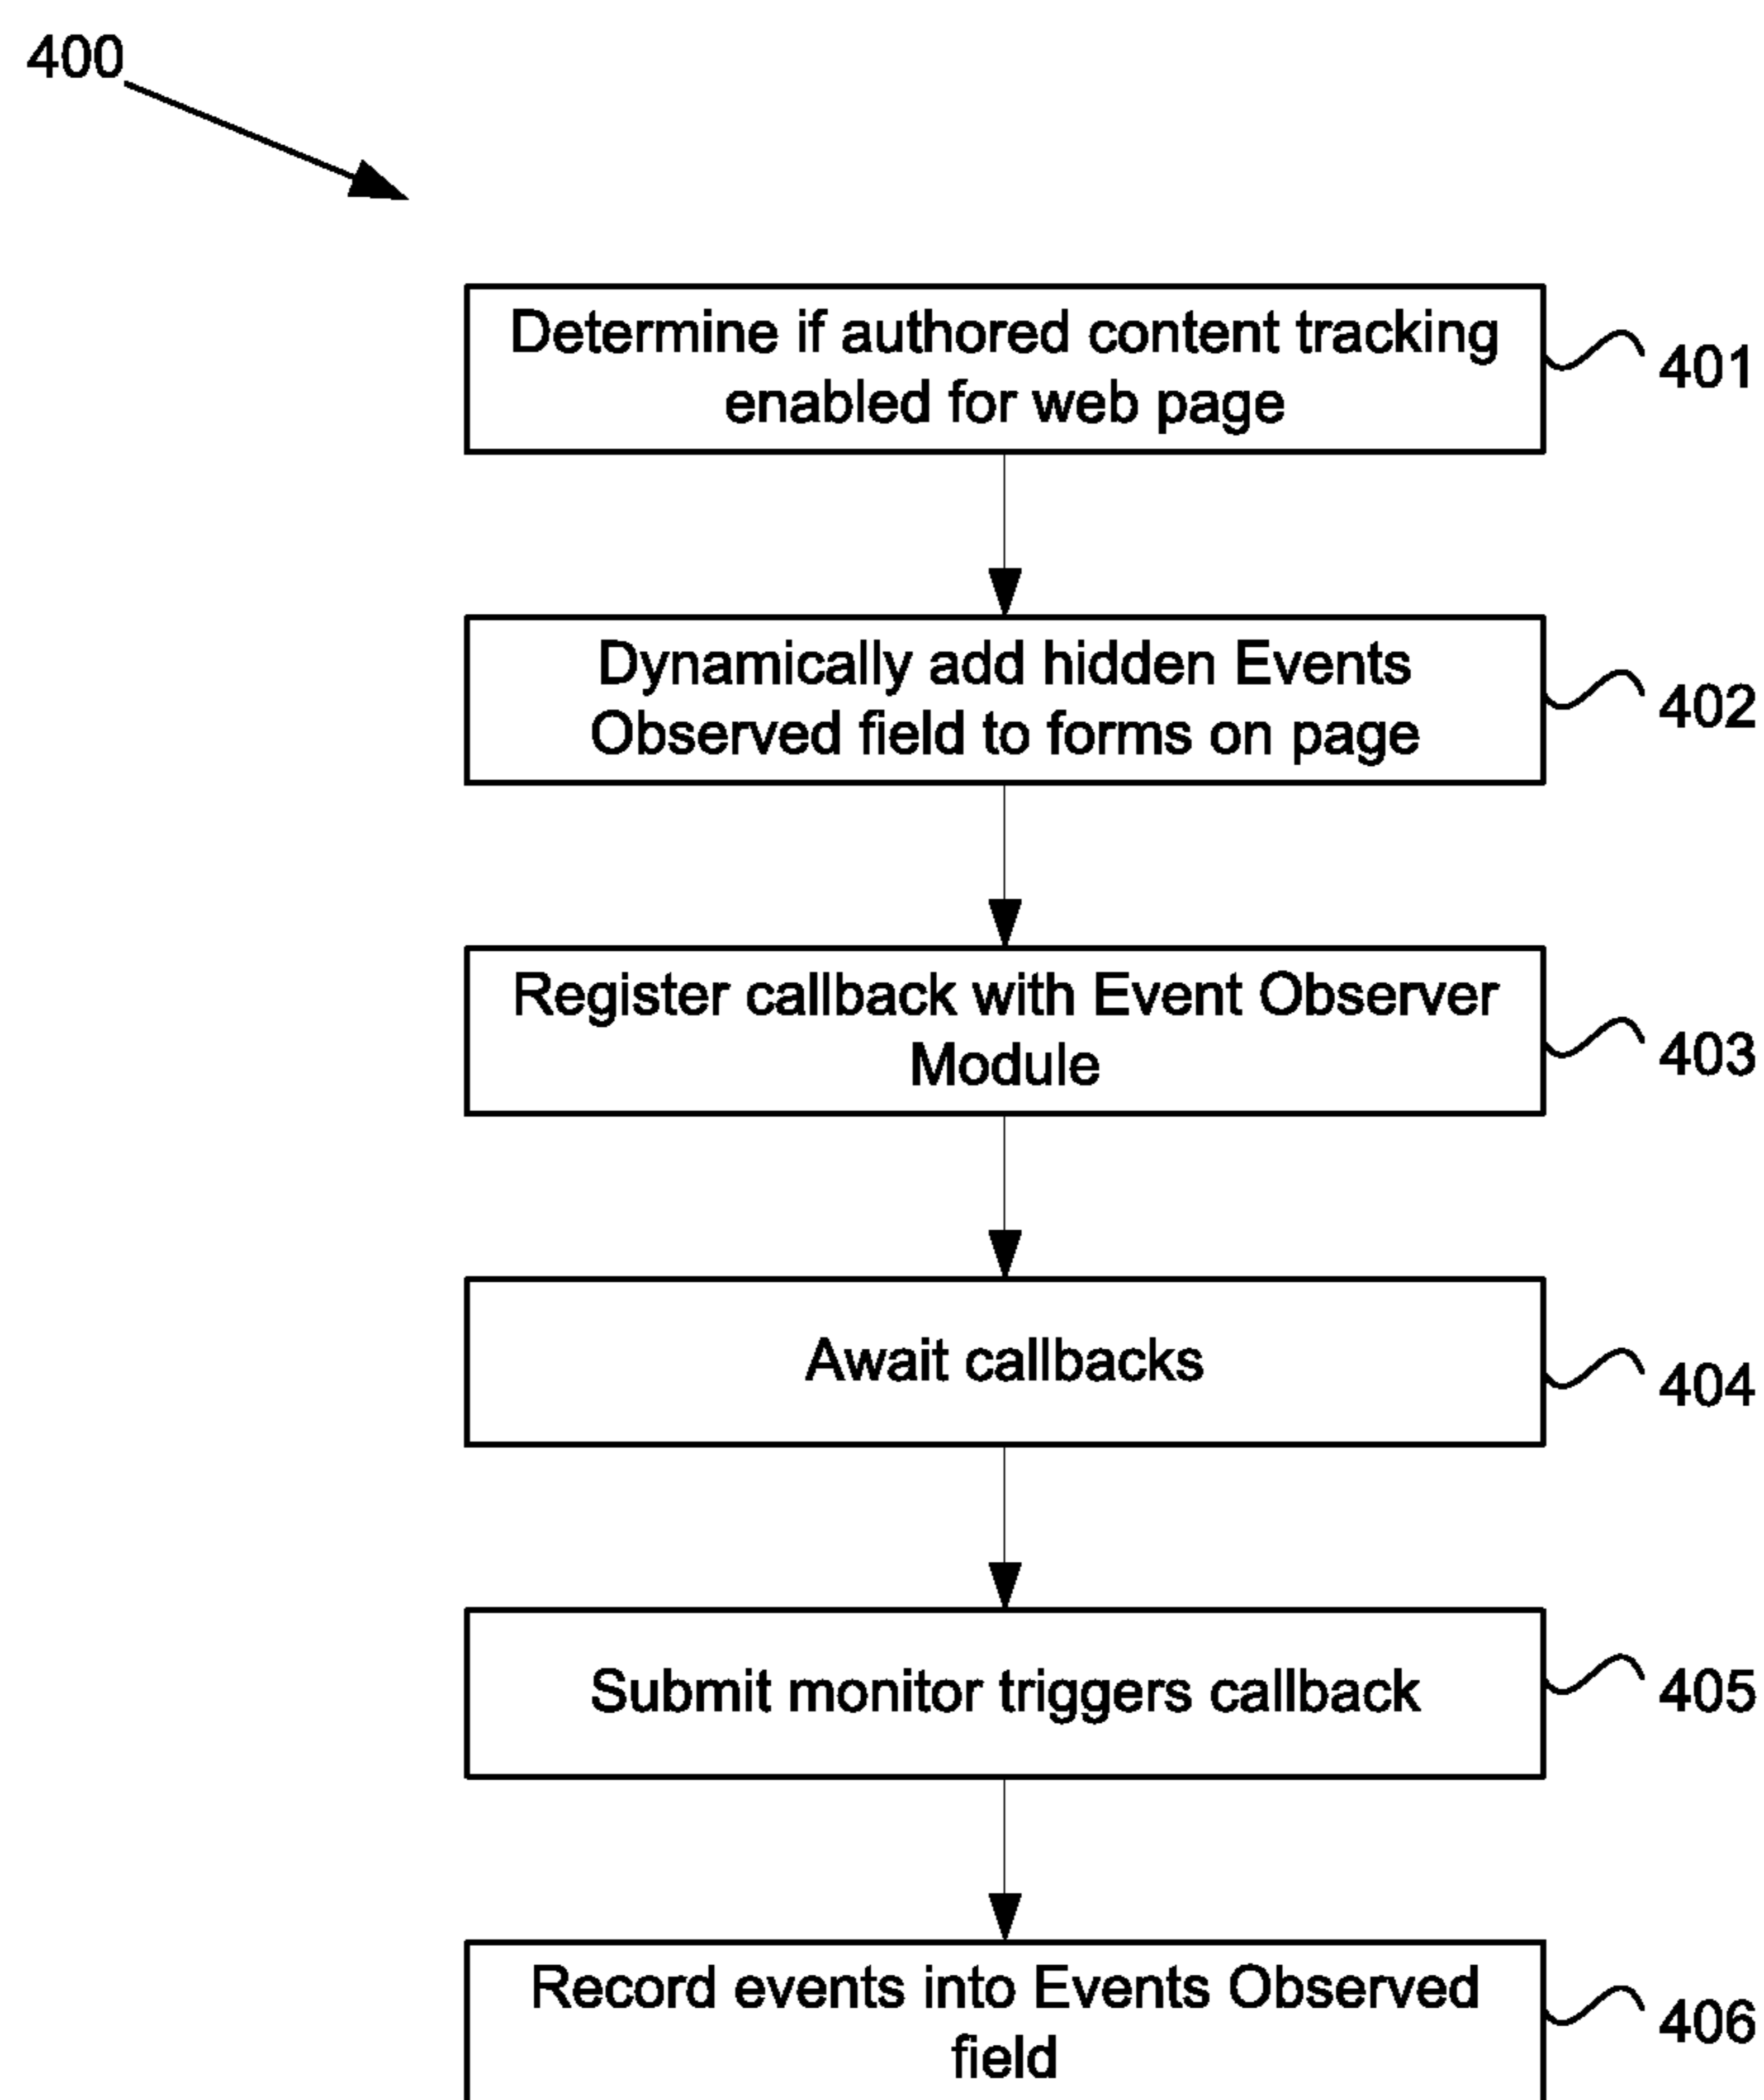 400
Determine if authored content tracking
enabled for web page
401
Dynamically add hidden Events
Observed field to forms on page
402
Register callback with Event Observer
Module
403
Await callbacks
404
Submit monitor triggers callback
405
Record events into Events Observed
field
406